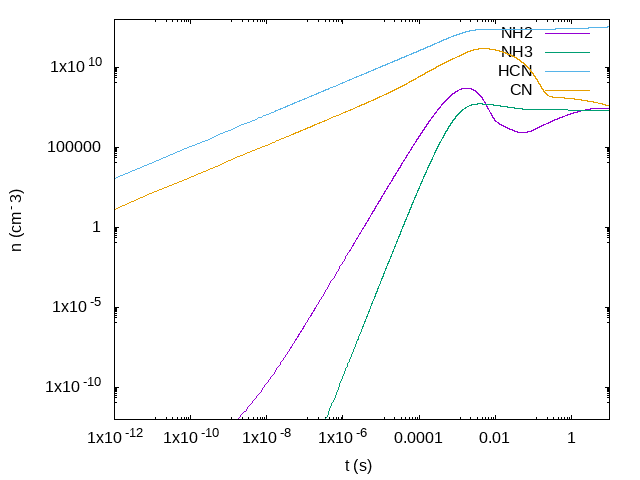 NH2
NH3
HCN
CN
1x10^10
100000
1
1x10^-5
1x10^-10
n (cm^-3)
1x10^-12 1x10^-10 1x10^-8 1x10^-6 0.0001 0.01 1
t (s)